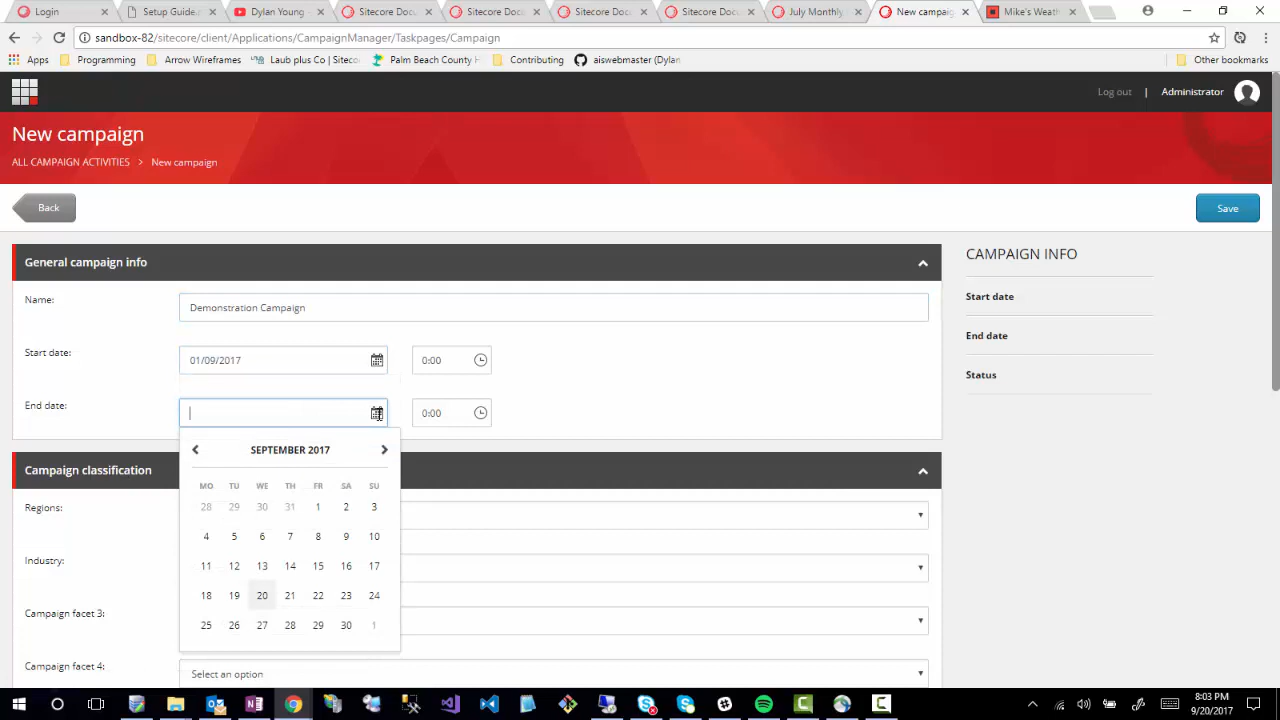 Login
Setup Guide.
Dylan Young -
Sitecore Docu
Sitecore Docu
Sitecore Docu
Sitecore Docu
July Monthly
New campaig
Mike's Weath
sandbox-82/sitecore/client/Applications/CampaignManager/Taskpages/Campaign
Apps
Programming
Arrow Wireframes
Laub plus Co | Siteco
Palm Beach County H
Contributing
aiswebmaster (Dylan
Other bookmarks
Log out | Administrator
New campaign
ALL CAMPAIGN ACTIVITIES > New campaign
Back
Save
General campaign info
CAMPAIGN INFO
Name:
Demonstration Campaign
Start date
Start date:
01/09/2017
0:00
End date
Status
End date:
0:00
SEPTEMBER 2017
Campaign classification
MO TU WE TH FR SA SU
Regions:
28 29 30 31 1 2 3
4 5 6 7 8 9 10
Industry:
11 12 13 14 15 16 17
18 19 20 21 22 23 24
Campaign facet 3:
25 26 27 28 29 30 1
Campaign facet 4:
Select an option
8:03 PM
9/20/2017